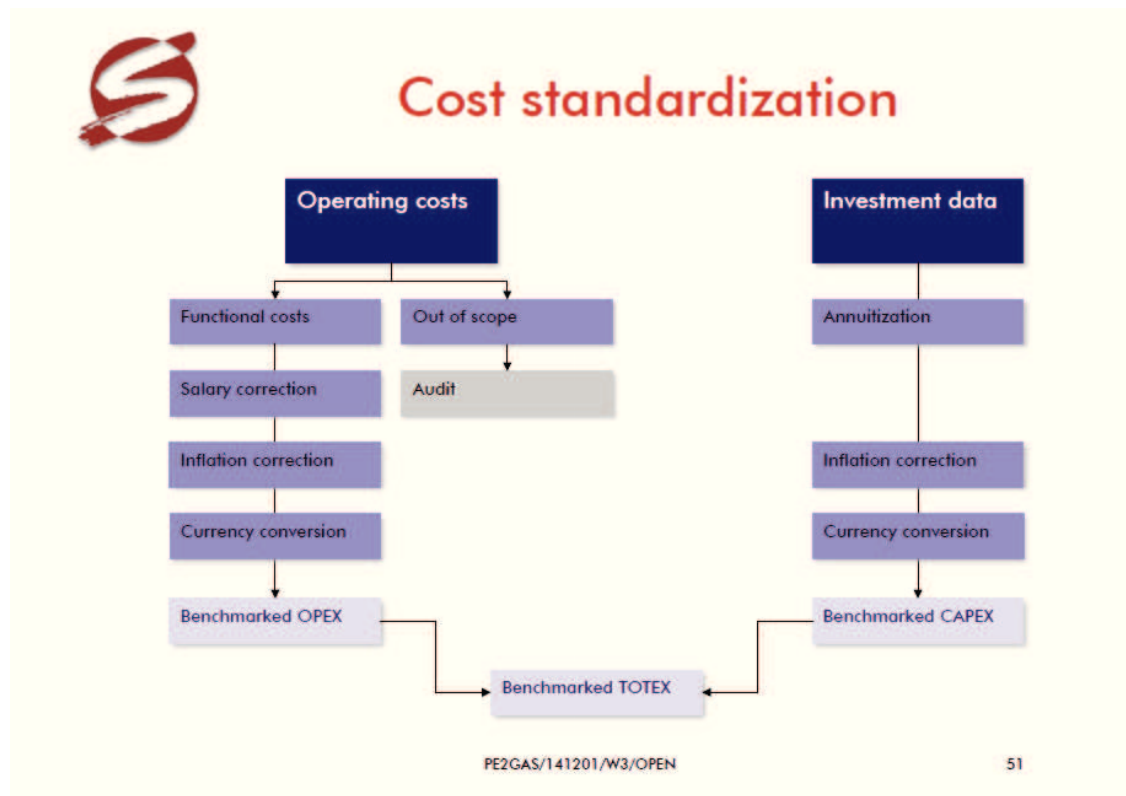 Cost standardization
Operating costs
Investment data
Functional costs
Out of scope
Annuitization
Salary correction
Audit
Inflation correction
Inflation correction
Currency conversion
Currency conversion
Benchmarked OPEX
Benchmarked CAPEX
Benchmarked TOTEX
PE2GAS/141201/W3/OPEN
51